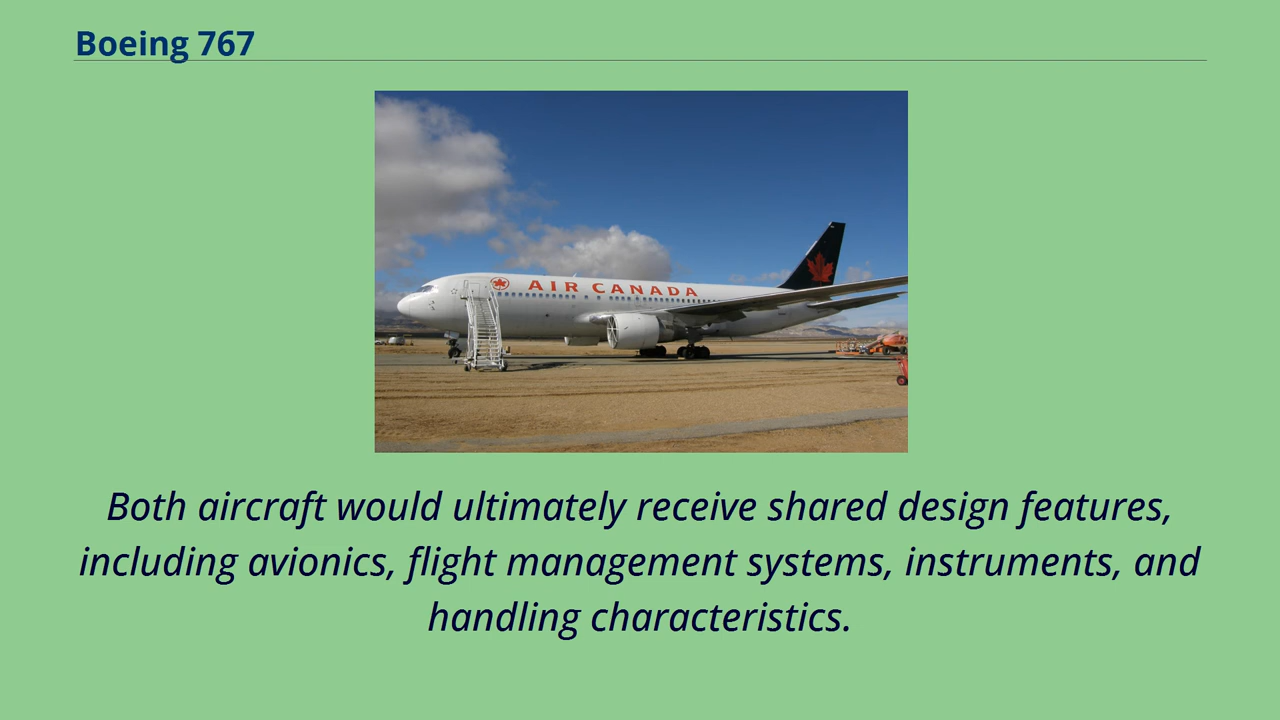 Boeing 767
AIR CANADA
Both aircraft would ultimately receive shared design features,
including avionics, flight management systems, instruments, and
handling characteristics.